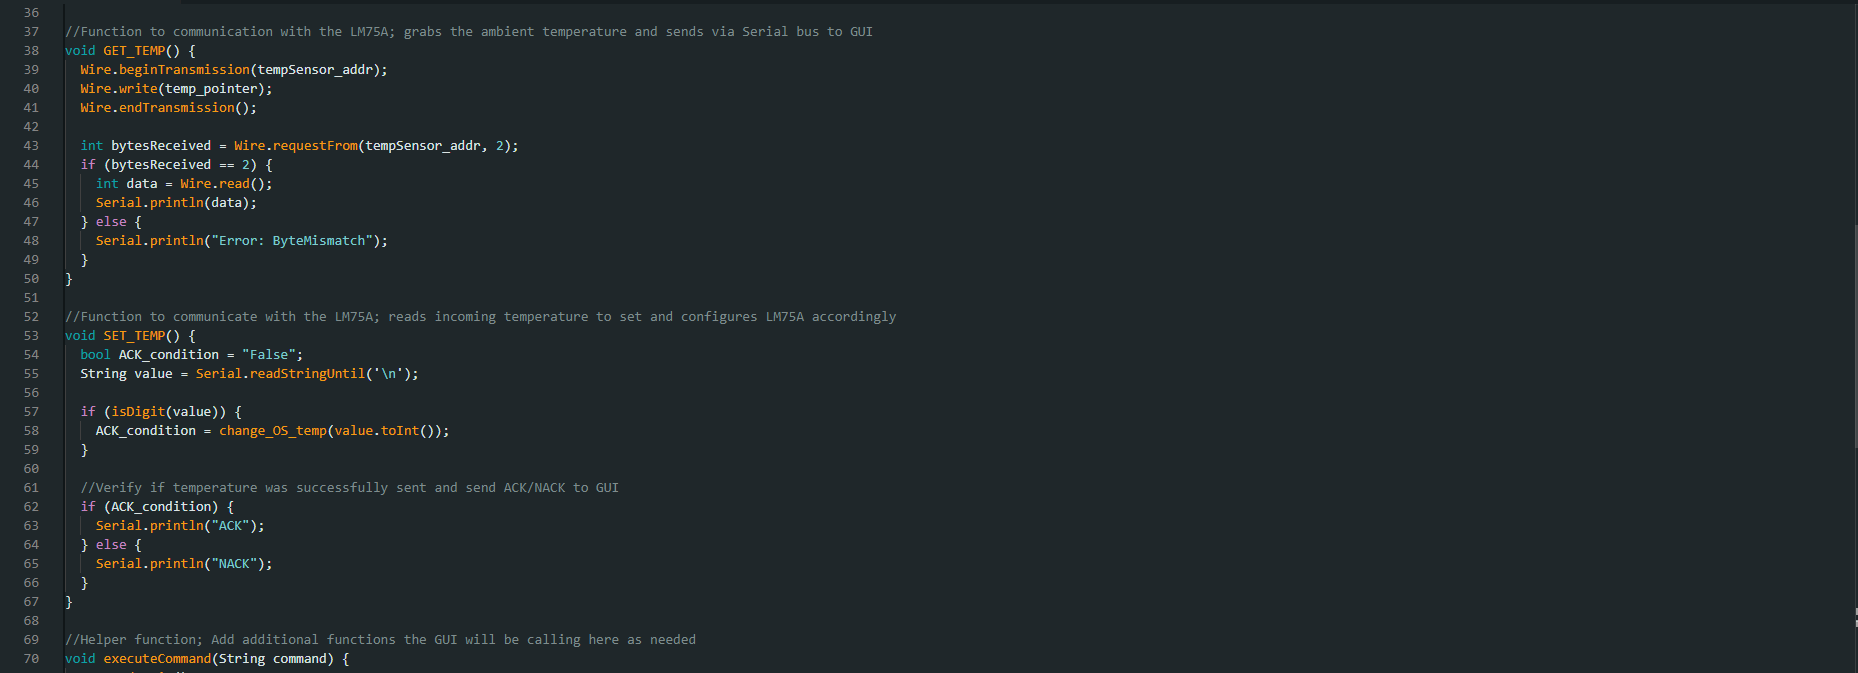 36
37 //Function to communication with the LM75A; grabs the ambient temperature and sends via Serial bus to GUI
38 void GET_TEMP() {
39   Wire.beginTransmission(tempSensor_addr);
40   Wire.write(temp_pointer);
41   Wire.endTransmission();
42
43   int bytesReceived = Wire.requestFrom(tempSensor_addr, 2);
44   if (bytesReceived == 2) {
45     int data = Wire.read();
46     Serial.println(data);
47   } else {
48     Serial.println("Error: ByteMismatch");
49   }
50 }
51
52 //Function to communicate with the LM75A; reads incoming temperature to set and configures LM75A accordingly
53 void SET_TEMP() {
54   bool ACK_condition = "False";
55   String value = Serial.readStringUntil('\n');
56
57   if (isDigit(value)) {
58     ACK_condition = change_OS_temp(value.toInt());
59   }
60
61   //Verify if temperature was successfully sent and send ACK/NACK to GUI
62   if (ACK_condition) {
63     Serial.println("ACK");
64   } else {
65     Serial.println("NACK");
66   }
67 }
68
69 //Helper function; Add additional functions the GUI will be calling here as needed
70 void executeCommand(String command) {